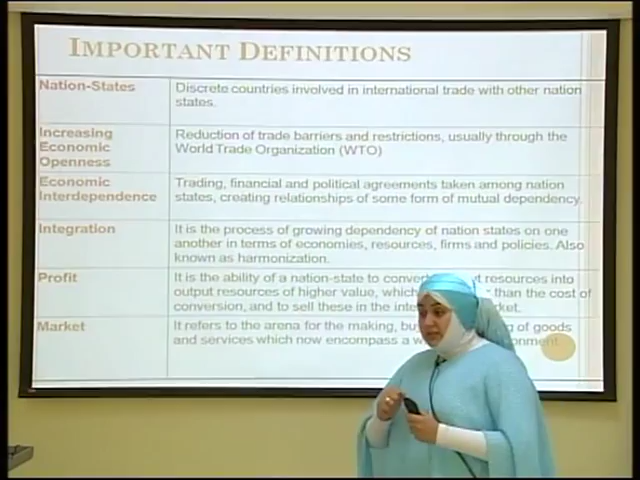 IMPORTANT DEFINITIONS
Nation-States
Discrete countries involved in international trade with other nation
states.
Increasing
Economic
Openness
Reduction of trade barriers and restrictions, usually through the
World Trade Organization (WTO)
Economic
Interdependence
Trading, financial and political agreements taken among nation
states, creating relationships of some form of mutual dependency.
Integration
It is the process of growing dependency of nation states on one
another in terms of economies, resources, firms and policies. Also
known as harmonization.
Profit
It is the ability of a nation-state to resources into
output resources of higher value, than the cost of
conversion, and to sell these in the
Market
It refers to the arena for the making, of goods
and services which now encompass a